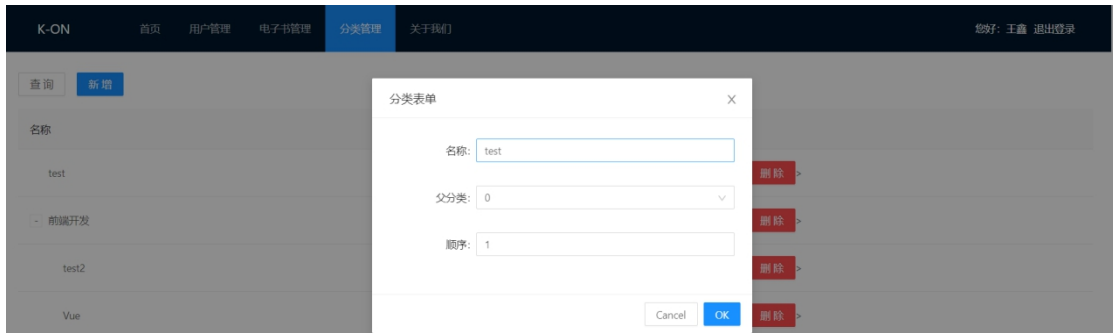 K-ON 首页 用户管理 电子书管理 分类管理 关于我们 您好：王鑫 退出登录
查询 新增
分类表单 X
名称
名称: test
test 删除 >
父分类: 0
- 前端开发 删除 >
顺序: 1
test2 删除 >
Cancel OK
Vue 删除 >